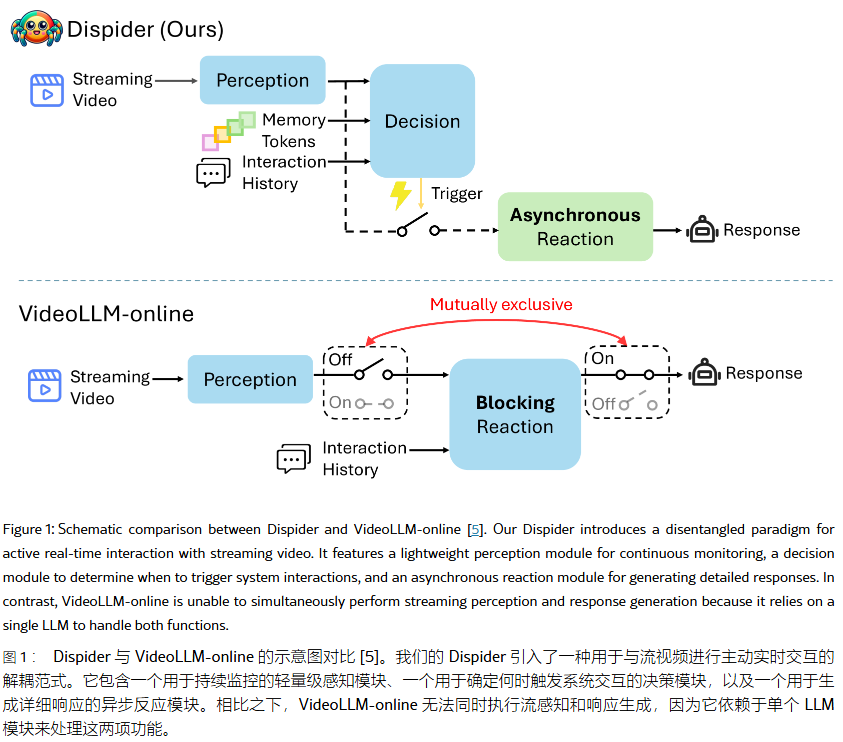 Dispider (Ours)
Streaming
Video
Perception
Memory
Tokens
Interaction
History
Decision
Trigger
Asynchronous
Reaction
Response
VideoLLM-online
Mutually exclusive
Streaming
Video
Perception
Off
On
Interaction
History
Blocking
Reaction
On
Off
Response
Figure 1: Schematic comparison between Dispider and VideoLLM-online [5]. Our Dispider introduces a disentangled paradigm for
active real-time interaction with streaming video. It features a lightweight perception module for continuous monitoring, a decision
module to determine when to trigger system interactions, and an asynchronous reaction module for generating detailed responses. In
contrast, VideoLLM-online is unable to simultaneously perform streaming perception and response generation because it relies on a
single LLM to handle both functions.
图 1： Dispider 与 VideoLLM-online 的示意图对比 [5]。我们的 Dispider 引入了一种用于与流视频进行主动实时交互的
解耦范式。它包含一个用于持续监控的轻量级感知模块、一个用于确定何时触发系统交互的决策模块，以及一个用于生
成详细响应的异步反应模块。相比之下，VideoLLM-online 无法同时执行流感知和响应生成，因为它依赖于单个 LLM
模块来处理这两项功能。